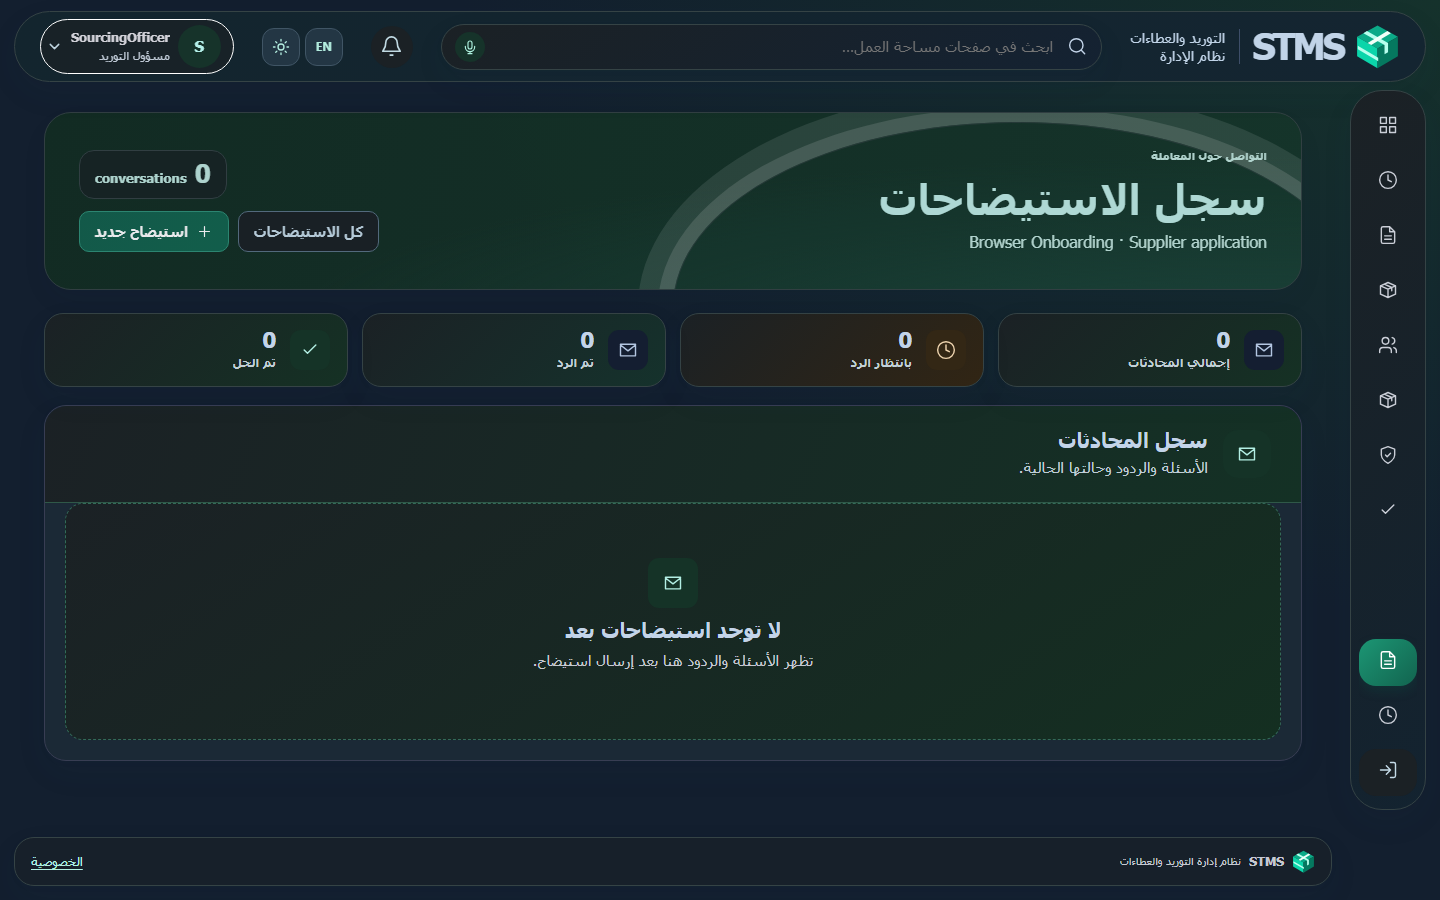 STMS
التوريد والعطاءات
نظام الإدارة
ابحث في صفحات مساحة العمل...
EN
S
SourcingOfficer
مسؤول التوريد
التواصل حول المعاملة
سجل الاستيضاحات
Browser Onboarding · Supplier application
0 conversations
كل الاستيضاحات
استيضاح جديد
0
إجمالي المحادثات
0
بانتظار الرد
0
تم الرد
0
تم الحل
سجل المحادثات
الأسئلة والردود وحالتها الحالية.
لا توجد استيضاحات بعد
تظهر الأسئلة والردود هنا بعد إرسال استيضاح.
STMS نظام إدارة التوريد والعطاءات
الخصوصية